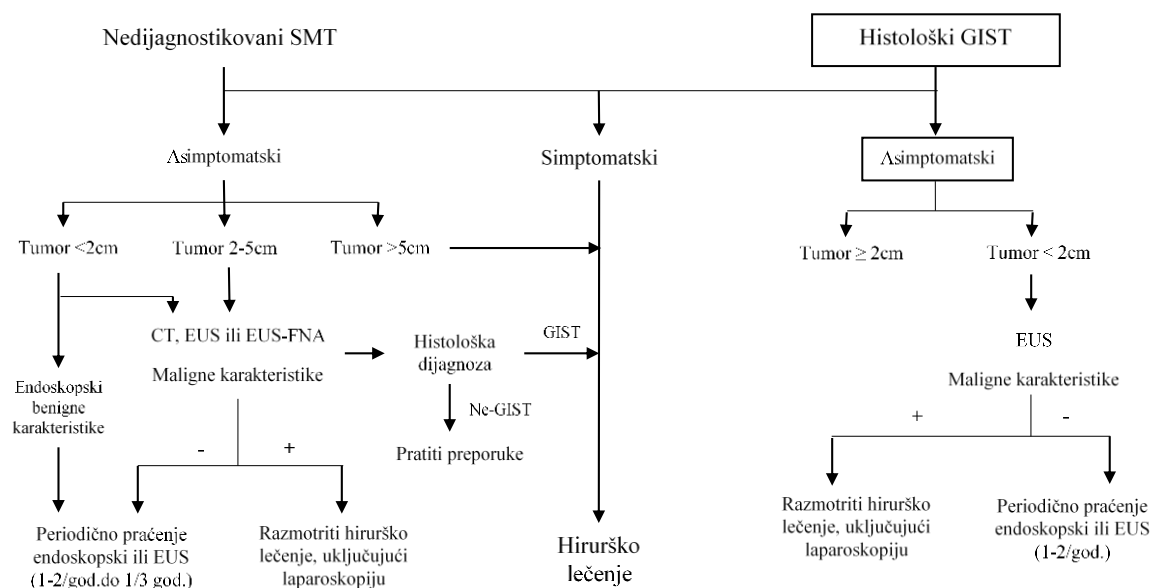 Nedijagnostikovani SMT
Histološki GIST
Asimptomatski
Simptomatski
Asimptomatski
Tumor <2cm
Tumor 2-5cm
Tumor >5cm
Tumor ≥ 2cm
Tumor < 2cm
CT, EUS ili EUS-FNA
Maligne karakteristike
Histološka
dijagnoza
GIST
EUS
Maligne karakteristike
Endoskopski
benigne
karakteristike
Ne-GIST
Pratiti preporuke
-
+
+
-
Periodično praćenje
endoskopski ili EUS
(1-2/god.do 1/3 god.)
Razmotriti hirurško
lečenje, uključujući
laparoskopiju
Hirurško
lečenje
Razmotriti hirurško
lečenje, uključujući
laparoskopiju
Periodično praćenje
endoskopski ili EUS
(1-2/god.)